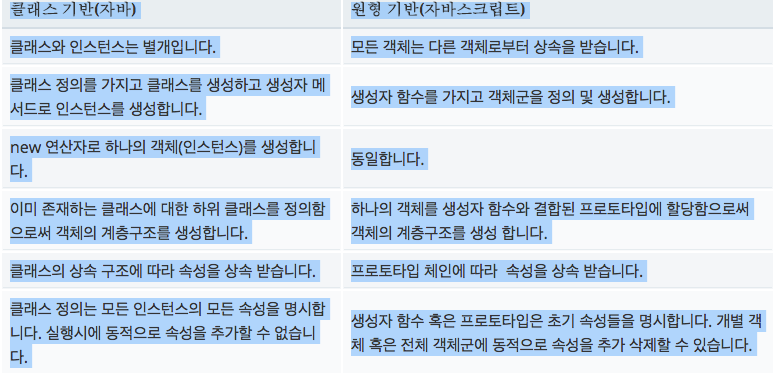 클래스 기반(자바)
원형 기반(자바스크립트)
클래스와 인스턴스는 별개입니다.
모든 객체는 다른 객체로부터 상속을 받습니다.
클래스 정의를 가지고 클래스를 생성하고 생성자 메
서드로 인스턴스를 생성합니다.
생성자 함수를 가지고 객체군을 정의 및 생성합니다.
new 연산자로 하나의 객체(인스턴스)를 생성합니
다.
동일합니다.
이미 존재하는 클래스에 대한 하위 클래스를 정의함
으로써 객체의 계층구조를 생성합니다.
하나의 객체를 생성자 함수와 결합된 프로토타입에 할당함으로써
객체의 계층구조를 생성 합니다.
클래스의 상속 구조에 따라 속성을 상속 받습니다.
프로토타입 체인에 따라 속성을 상속 받습니다.
클래스 정의는 모든 인스턴스의 모든 속성을 명시합
니다. 실행시에 동적으로 속성을 추가할 수 없습니
다.
생성자 함수 혹은 프로토타입은 초기 속성들을 명시합니다. 개별 객
체 혹은 전체 객체군에 동적으로 속성을 추가 삭제할 수 있습니다.